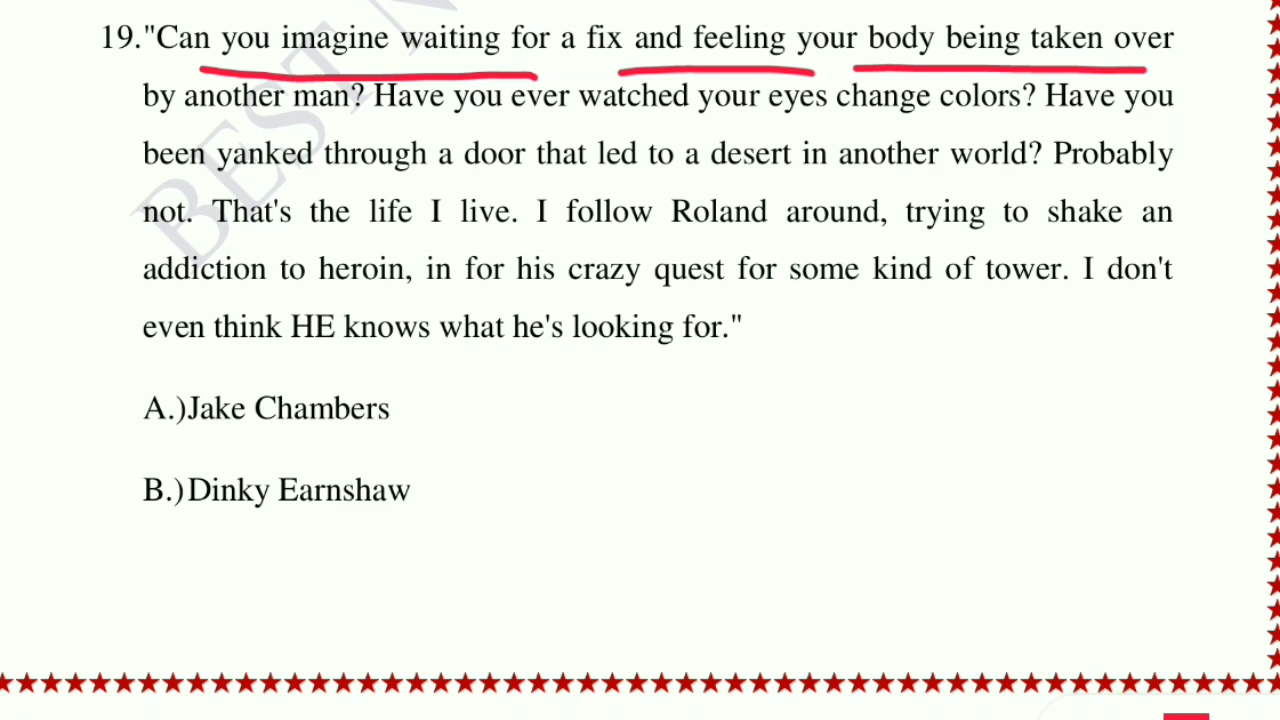 19."Can you imagine waiting for a fix and feeling your body being taken over
by another man? Have you ever watched your eyes change colors? Have you
been yanked through a door that led to a desert in another world? Probably
not. That's the life I live. I follow Roland around, trying to shake an
addiction to heroin, in for his crazy quest for some kind of tower. I don't
even think HE knows what he's looking for."
A.)Jake Chambers
B.)Dinky Earnshaw
BEST N